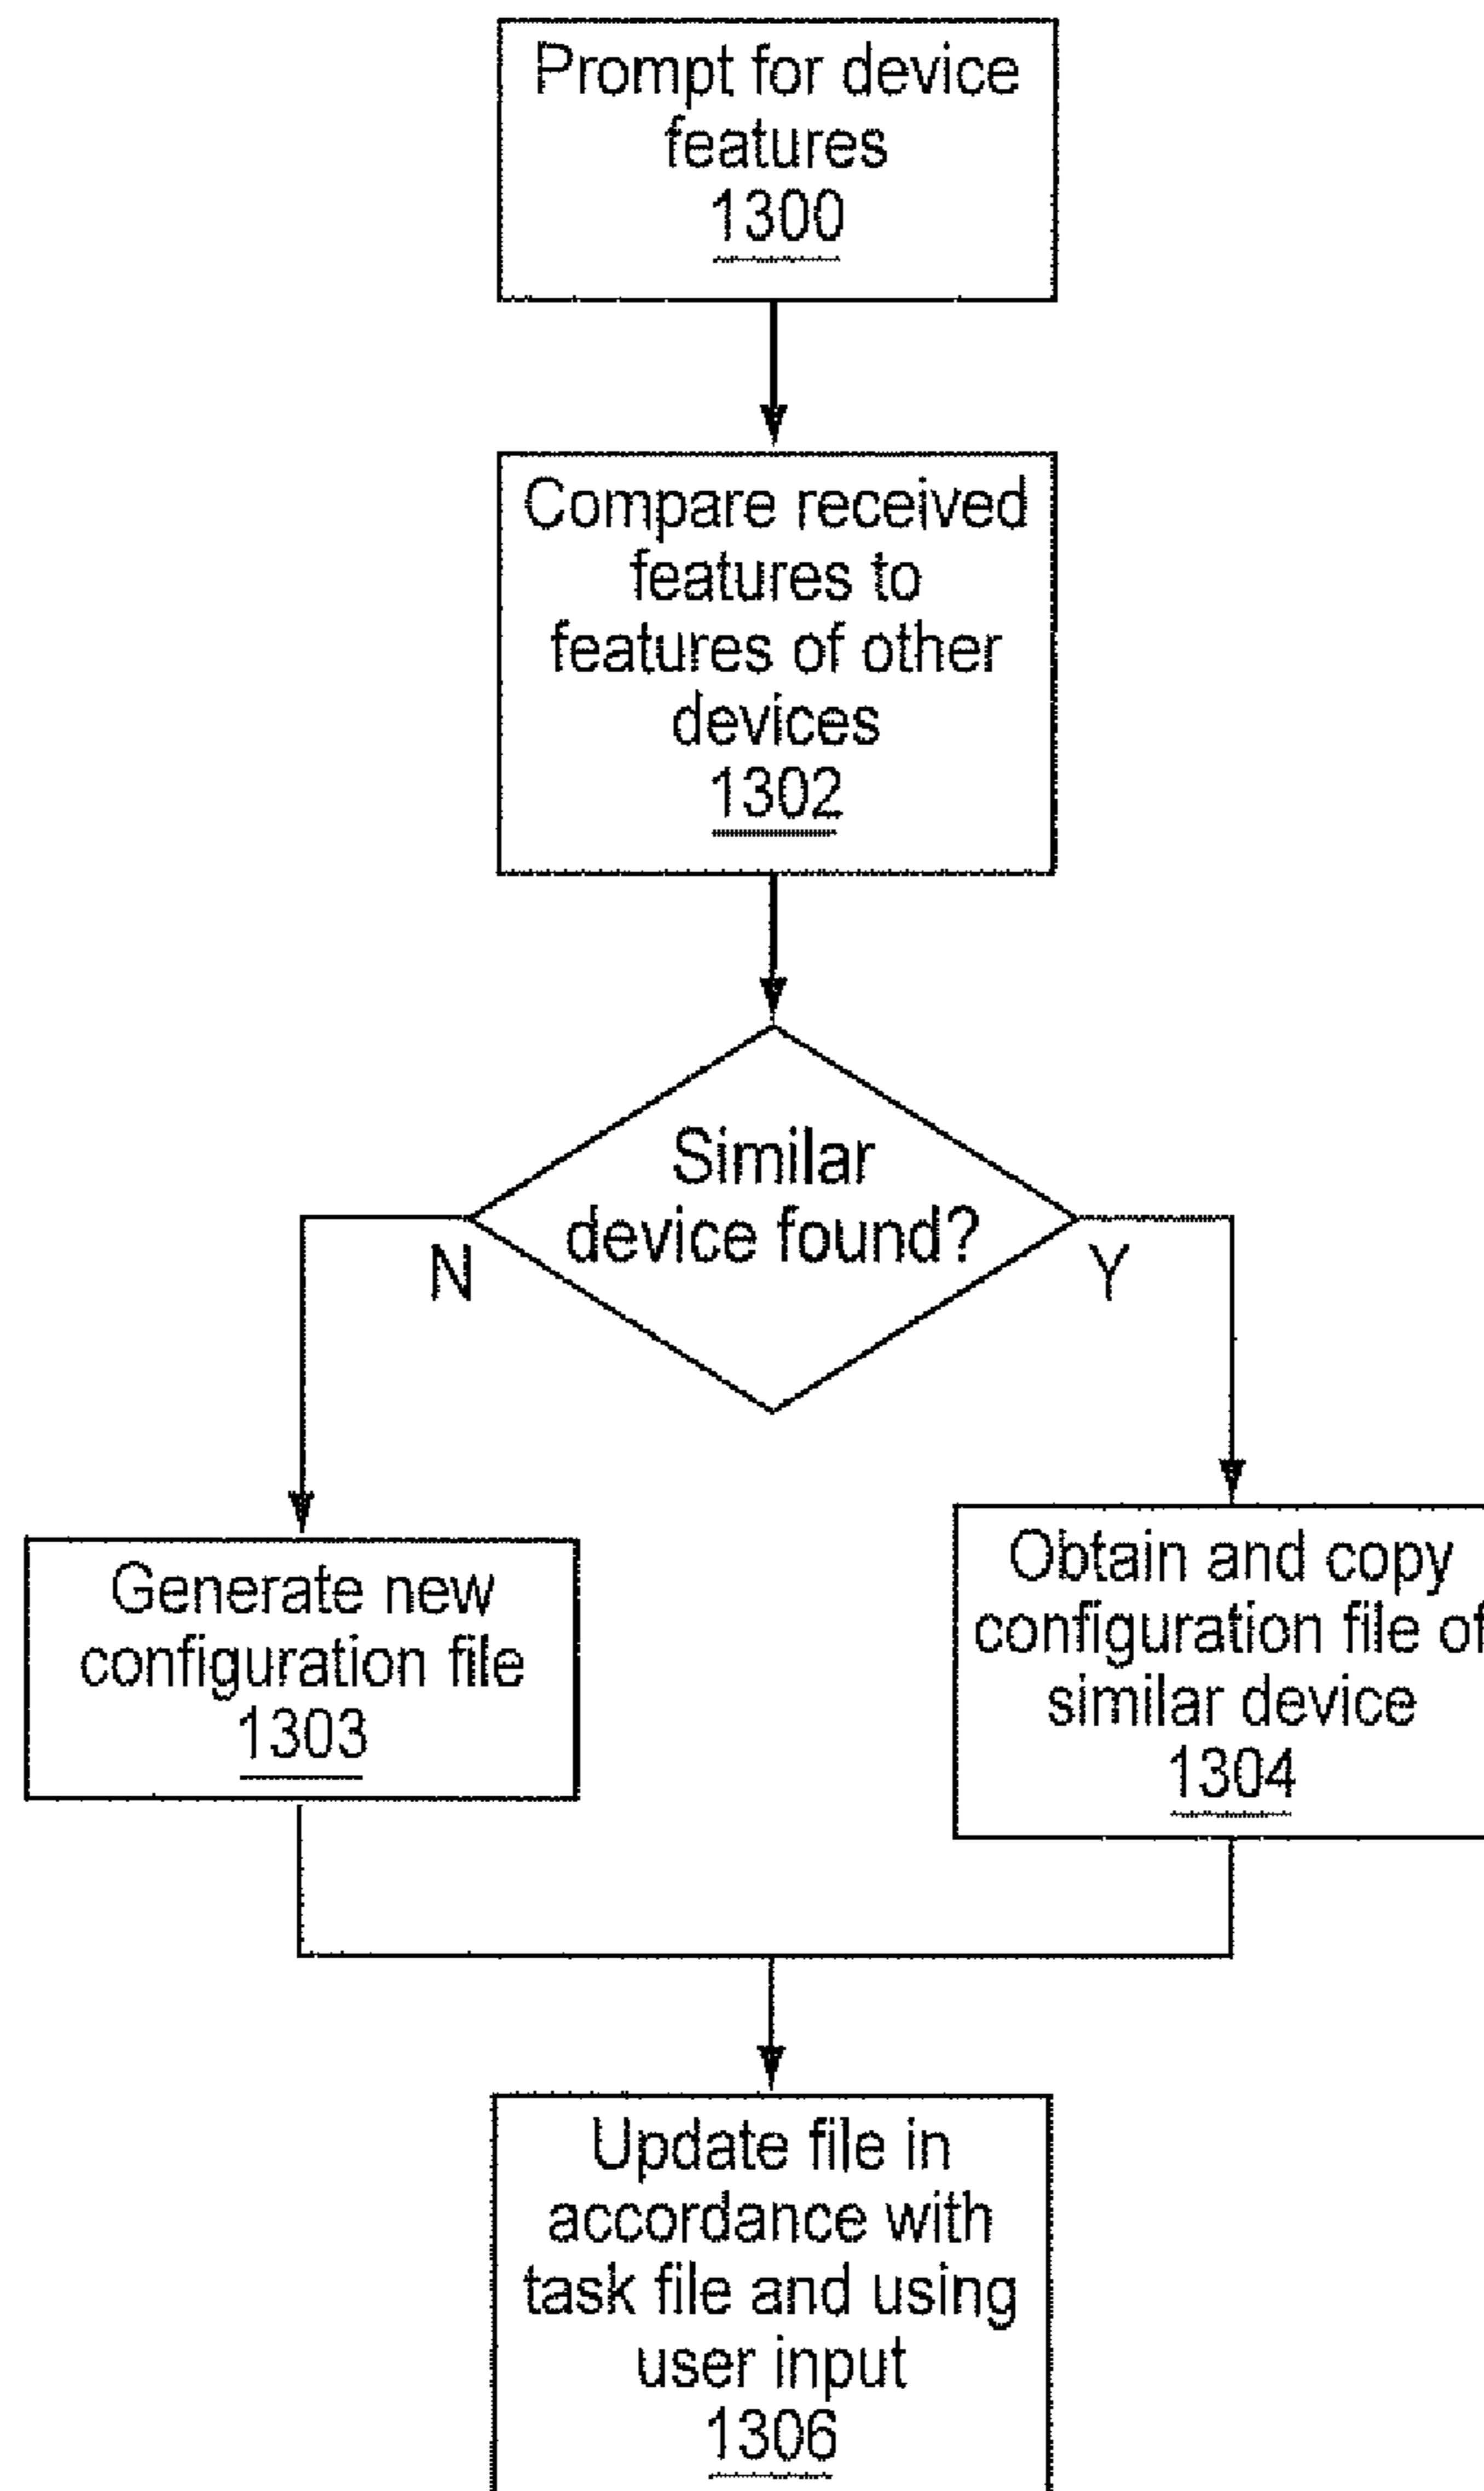 Prompt for device
features
1300
Compare received
features to
features of other
devices
1302
Similar
device found?
N
Y
Generate new
configuration file
1303
Obtain and copy
configuration file of
similar device
1304
Update file in
accordance with
task file and using
user input
1306